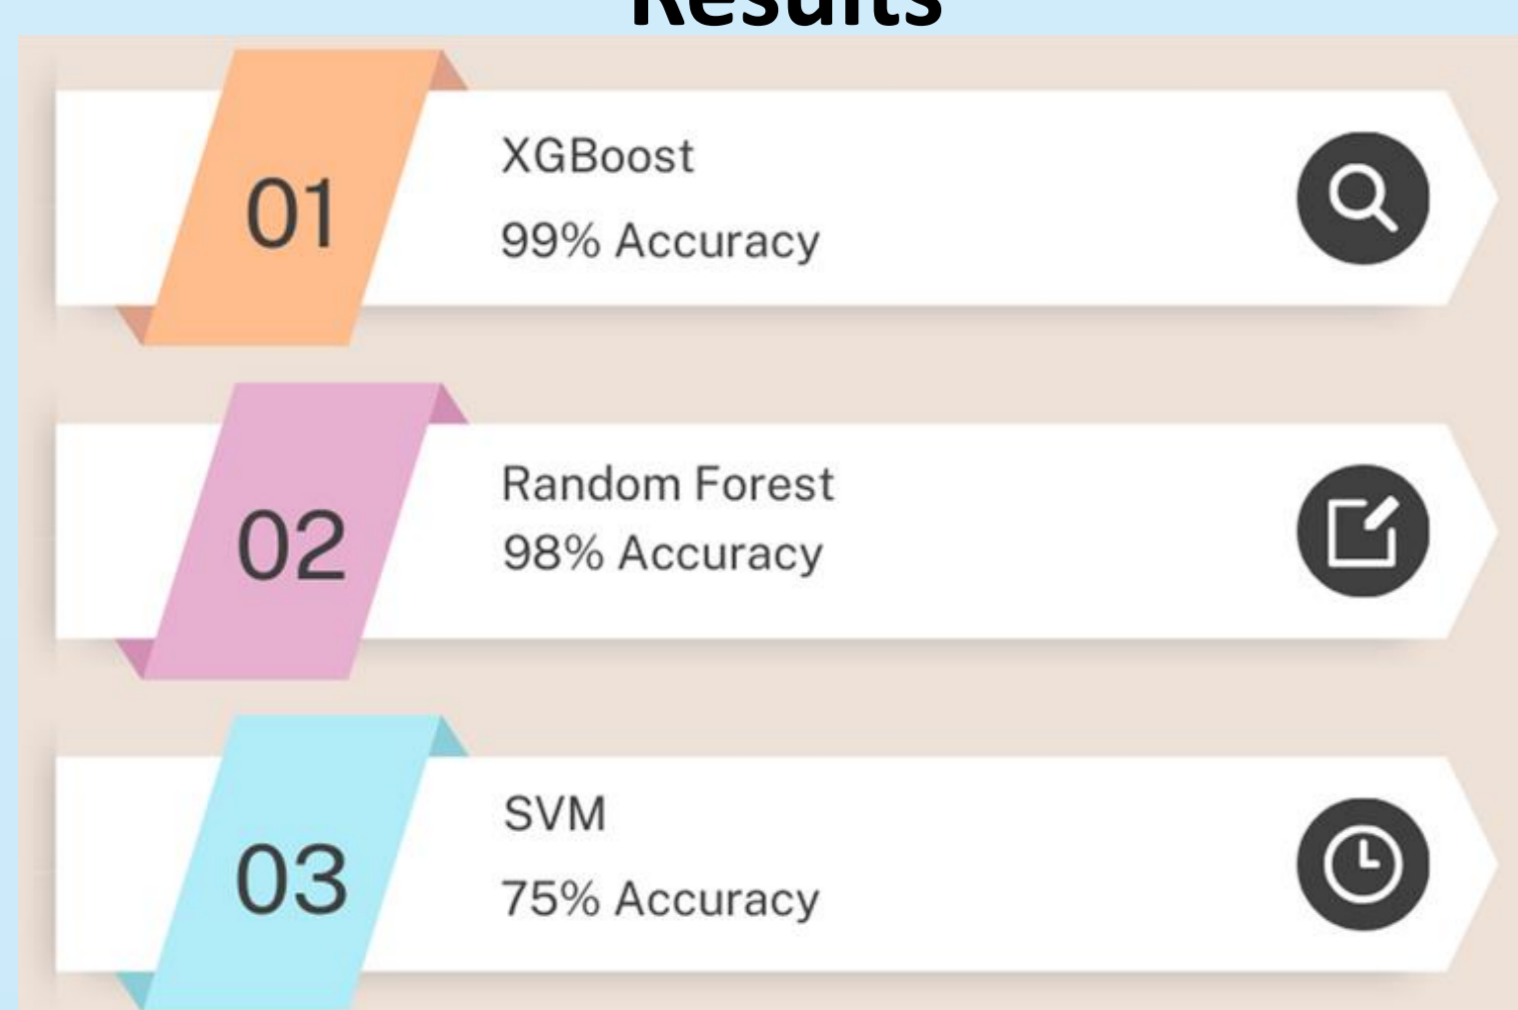 Results
01
XGBoost
99% Accuracy
02
Random Forest
98% Accuracy
03
SVM
75% Accuracy